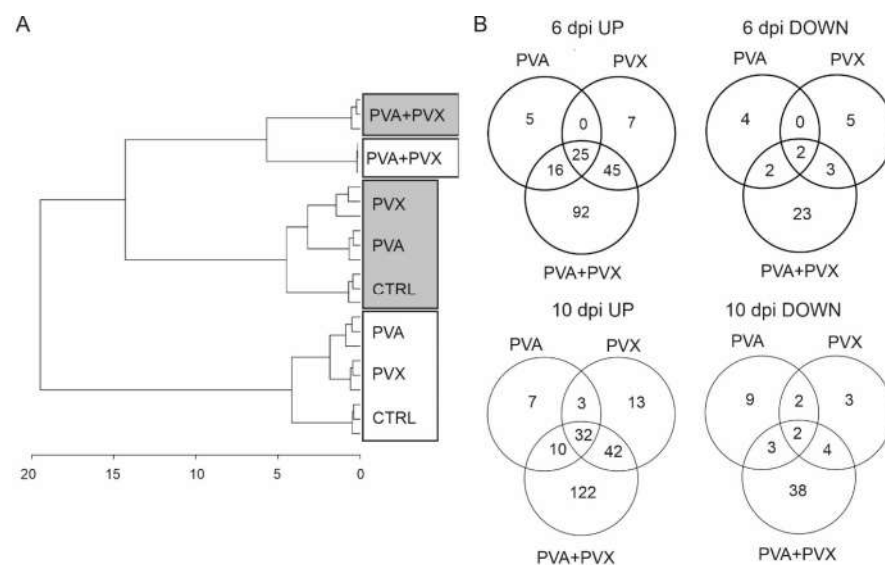 A
PVA+PVX
PVA+PVX
PVX
PVA
CTRL
PVA
PVX
CTRL
20 15 10 5 0
B
6 dpi UP
PVA PVX
5 0 7
25
16 45
92
PVA+PVX
6 dpi DOWN
PVA PVX
4 0 5
2
2 3
23
PVA+PVX
10 dpi UP
PVA PVX
7 3 13
32
10 42
122
PVA+PVX
10 dpi DOWN
PVA PVX
9 2 3
2
3 4
38
PVA+PVX